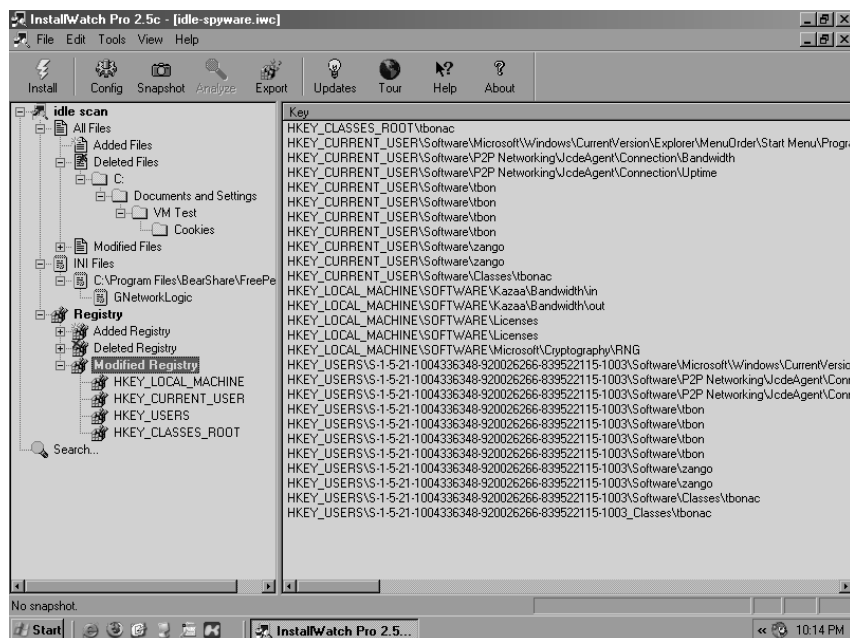 InstallWatch Pro 2.5c - [idle-spyware.iwc]
File Edit Tools View Help
Install Config Snapshot Analyze Export Updates Tour Help About
idle scan
All Files
Added Files
Deleted Files
C:
Documents and Settings
VM Test
Cookies
Modified Files
INI Files
C:\Program Files\BearShare\FreePe
GNetworkLogic
Registry
Added Registry
Deleted Registry
Modified Registry
HKEY_LOCAL_MACHINE
HKEY_CURRENT_USER
HKEY_USERS
HKEY_CLASSES_ROOT
Search...
Key
HKEY_CLASSES_ROOT\tbonac
HKEY_CURRENT_USER\Software\Microsoft\Windows\CurrentVersion\Explorer\MenuOrder\Start Menu\Progra
HKEY_CURRENT_USER\Software\P2P Networking\JcdeAgent\Connection\Bandwidth
HKEY_CURRENT_USER\Software\P2P Networking\JcdeAgent\Connection\Uptime
HKEY_CURRENT_USER\Software\tbon
HKEY_CURRENT_USER\Software\tbon
HKEY_CURRENT_USER\Software\tbon
HKEY_CURRENT_USER\Software\tbon
HKEY_CURRENT_USER\Software\zango
HKEY_CURRENT_USER\Software\zango
HKEY_CURRENT_USER\Software\Classes\tbonac
HKEY_LOCAL_MACHINE\SOFTWARE\Kazaa\Bandwidth\in
HKEY_LOCAL_MACHINE\SOFTWARE\Kazaa\Bandwidth\out
HKEY_LOCAL_MACHINE\SOFTWARE\Licenses
HKEY_LOCAL_MACHINE\SOFTWARE\Licenses
HKEY_LOCAL_MACHINE\SOFTWARE\Microsoft\Cryptography\RNG
HKEY_USERS\S-1-5-21-1004336348-920026266-839522115-1003\Software\Microsoft\Windows\CurrentVersio
HKEY_USERS\S-1-5-21-1004336348-920026266-839522115-1003\Software\P2P Networking\JcdeAgent\Conn
HKEY_USERS\S-1-5-21-1004336348-920026266-839522115-1003\Software\P2P Networking\JcdeAgent\Conn
HKEY_USERS\S-1-5-21-1004336348-920026266-839522115-1003\Software\tbon
HKEY_USERS\S-1-5-21-1004336348-920026266-839522115-1003\Software\tbon
HKEY_USERS\S-1-5-21-1004336348-920026266-839522115-1003\Software\tbon
HKEY_USERS\S-1-5-21-1004336348-920026266-839522115-1003\Software\tbon
HKEY_USERS\S-1-5-21-1004336348-920026266-839522115-1003\Software\zango
HKEY_USERS\S-1-5-21-1004336348-920026266-839522115-1003\Software\zango
HKEY_USERS\S-1-5-21-1004336348-920026266-839522115-1003\Software\Classes\tbonac
HKEY_USERS\S-1-5-21-1004336348-920026266-839522115-1003_Classes\tbonac
No snapshot.
Start InstallWatch Pro 2.5... 10:14 PM